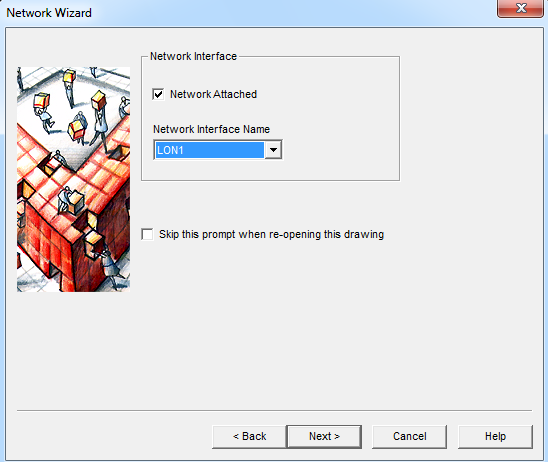 Network Wizard
Network Interface
Network Attached
Network Interface Name
LON1
Skip this prompt when re-opening this drawing
< Back
Next >
Cancel
Help